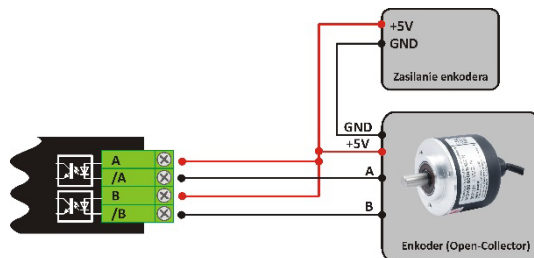 +5V
GND
Zasilanie enkodera
GND
+5V
A
B
Enkoder (Open-Collector)
A
/A
B
/B